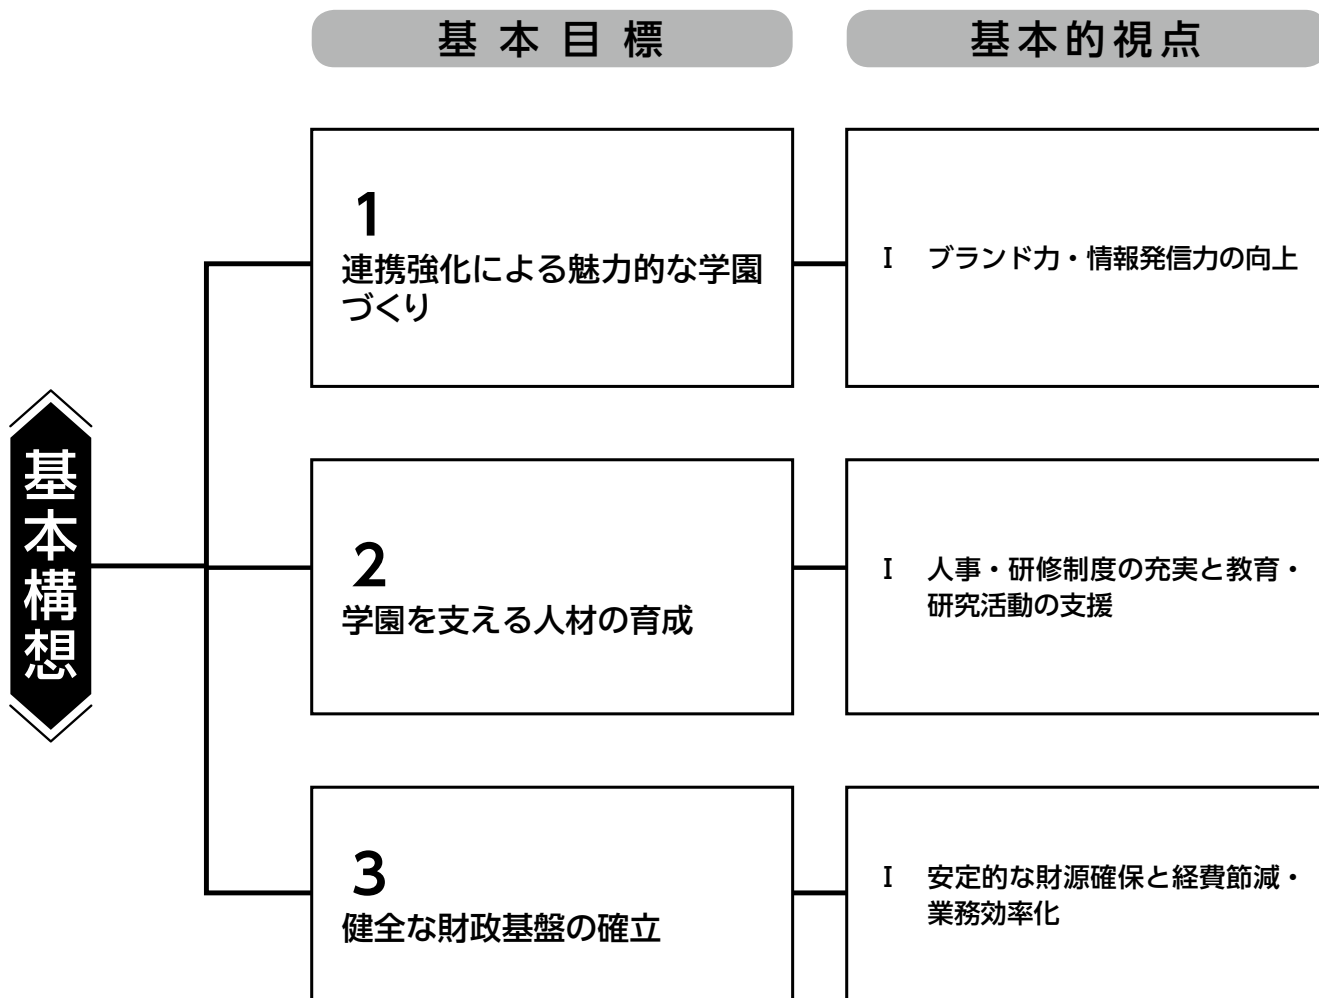 基本目標
基本的視点
基本構想
1
連携強化による魅力的な学園
づくり
I ブランド力・情報発信力の向上
2
学園を支える人材の育成
I 人事・研修制度の充実と教育・
研究活動の支援
3
健全な財政基盤の確立
I 安定的な財源確保と経費節減・
業務効率化